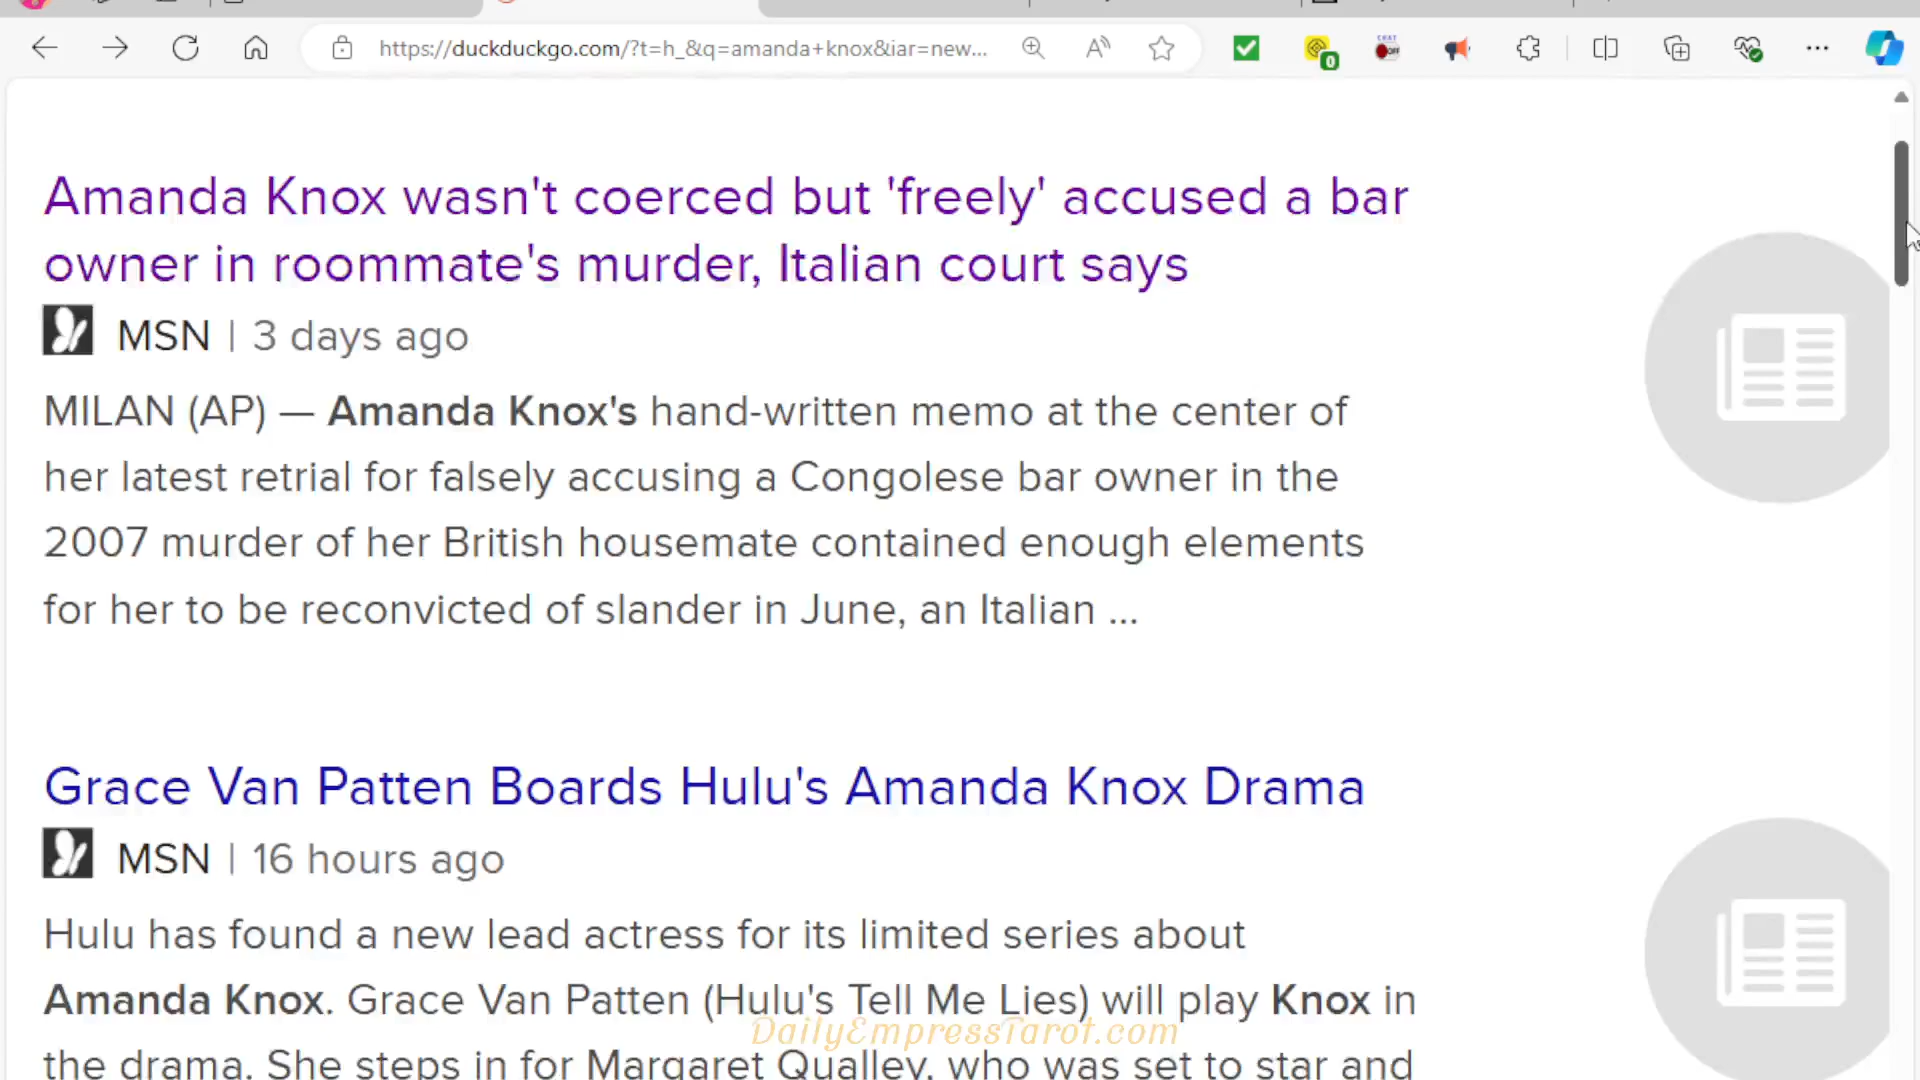 https://duckduckgo.com/?t=h_&q=amanda+knox&iar=new...
CHAT
OFF
0
Amanda Knox wasn't coerced but 'freely' accused a bar
owner in roommate's murder, Italian court says
MSN | 3 days ago
MILAN (AP) — Amanda Knox's hand-written memo at the center of
her latest retrial for falsely accusing a Congolese bar owner in the
2007 murder of her British housemate contained enough elements
for her to be reconvicted of slander in June, an Italian ...
Grace Van Patten Boards Hulu's Amanda Knox Drama
MSN | 16 hours ago
Hulu has found a new lead actress for its limited series about
Amanda Knox. Grace Van Patten (Hulu's Tell Me Lies) will play Knox in
DailyEmpressTarot.com
the drama. She steps in for Margaret Qualley, who was set to star and